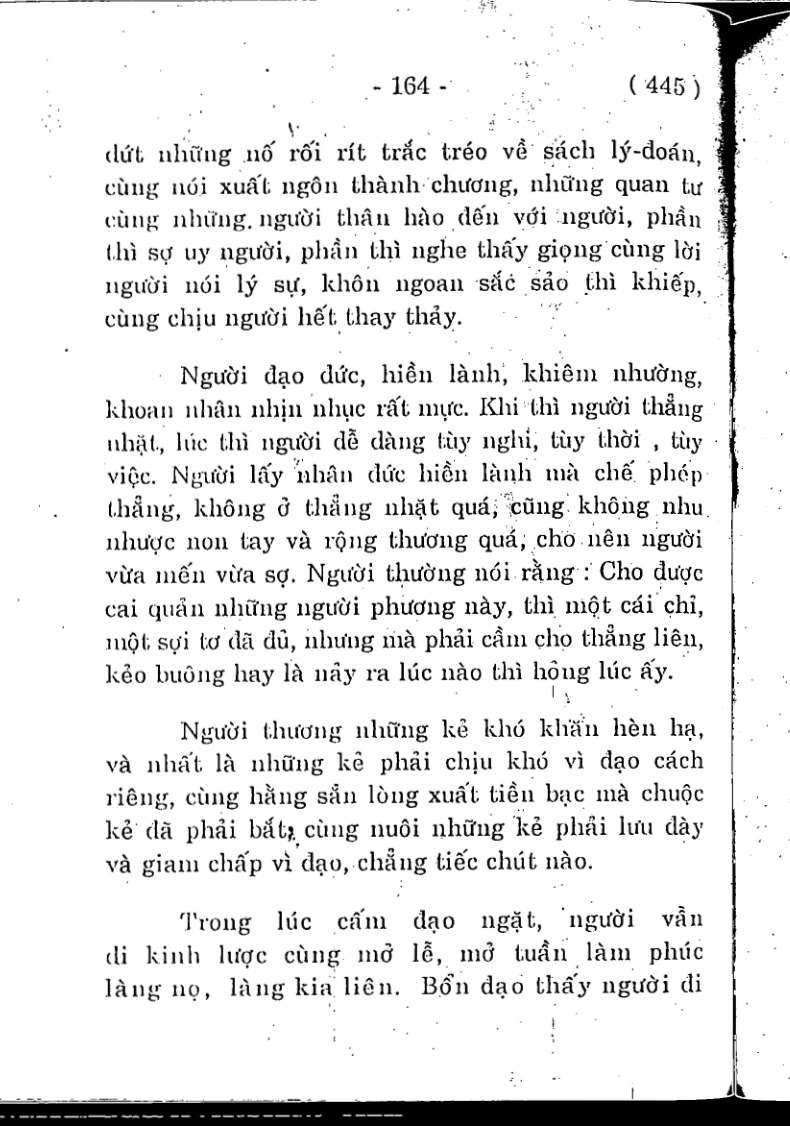 - 164 - (445)
dứt những nố rối rít trắc tréo về sách lý-đoán,
cùng nói xuất ngôn thành chương, những quan tư
cùng những người thân hào đến với người, phần
thì sợ uy người, phần thì nghe thấy giọng cùng lời
người nói lý sự, khôn ngoan sắc sảo thì khiếp,
cùng chịu người hết thay thảy.
Người đạo đức, hiền lành, khiêm nhường,
khoan nhân nhịn nhục rất mực. Khi thì người thẳng
nhặt, lúc thì người dễ dàng tùy nghi, tùy thời , tùy
việc. Người lấy nhân đức hiền lành mà chế phép
thẳng, không ở thẳng nhặt quá, cũng không nhu
nhược non tay và rộng thương quá, cho nên người
vừa mến vừa sợ. Người thường nói rằng : Cho được
cai quản những người phương này, thì một cái chỉ,
một sợi tơ đã đủ, nhưng mà phải cầm cho thẳng liên,
kẻo buông hay là nảy ra lúc nào thì hỏng lúc ấy.
Người thương những kẻ khó khăn hèn hạ,
và nhất là những kẻ phải chịu khó vì đạo cách
riêng, cùng hằng sẵn lòng xuất tiền bạc mà chuộc
kẻ đã phải bắt, cùng nuôi những kẻ phải lưu đày
và giam chấp vì đạo, chẳng tiếc chút nào.
Trong lúc cấm đạo ngặt, người vẫn
đi kinh lược cùng mở lễ, mở tuần làm phúc
làng nọ, làng kia liên. Bổn đạo thấy người đi